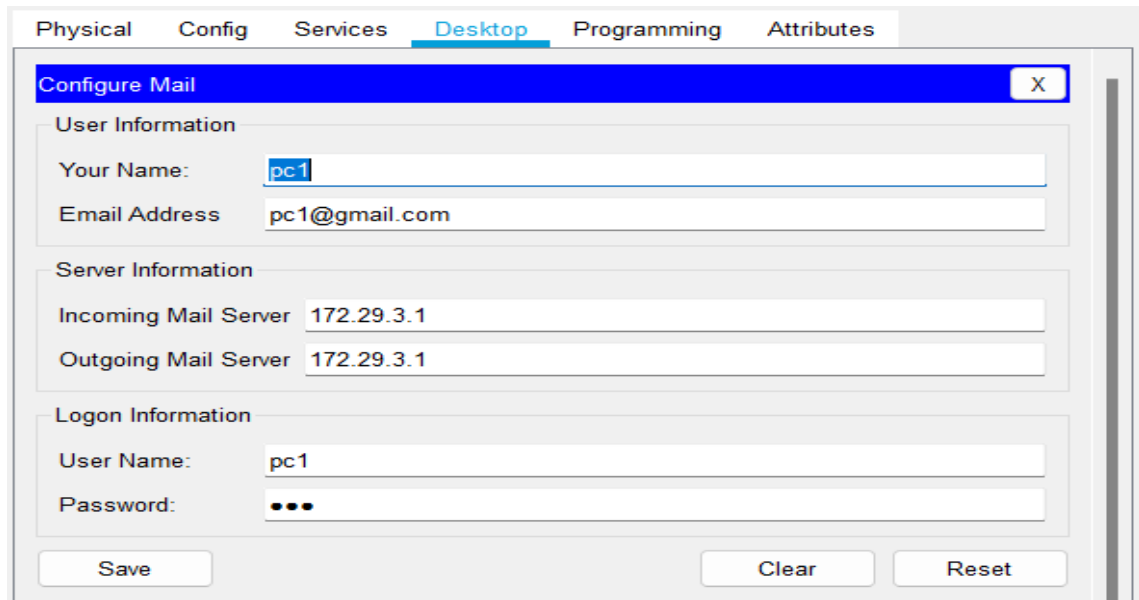 Physical Config Services Desktop Programming Attributes
Configure Mail X
User Information
Your Name: pc1
Email Address pc1@gmail.com
Server Information
Incoming Mail Server 172.29.3.1
Outgoing Mail Server 172.29.3.1
Logon Information
User Name: pc1
Password: •••
Save Clear Reset